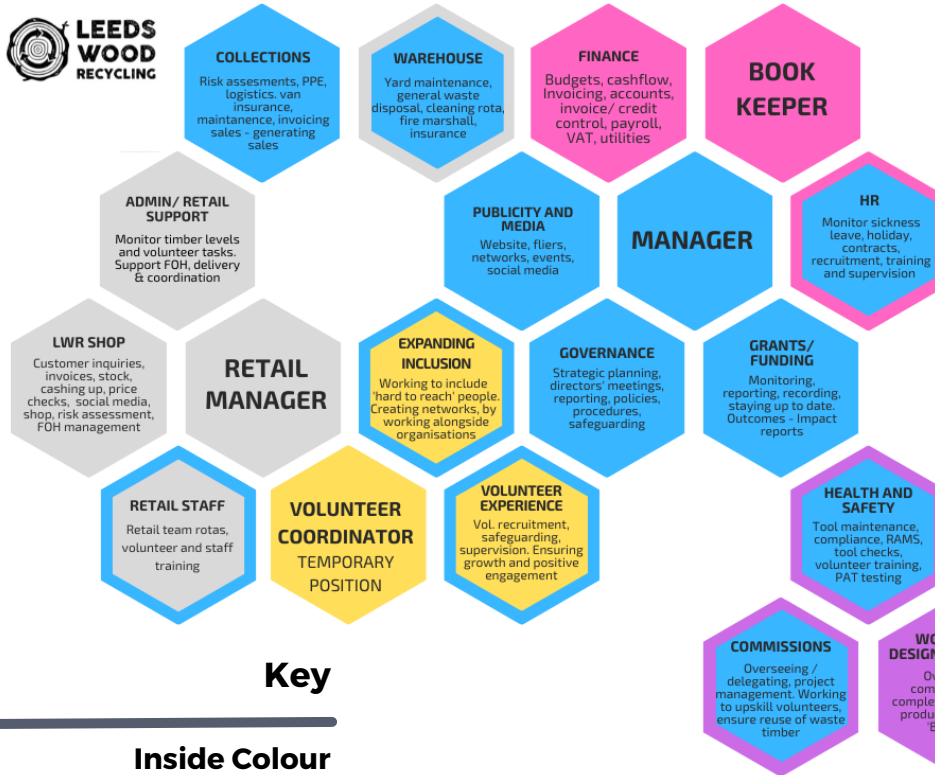 LEEDS
WOOD
RECYCLING
COLLECTIONS
Risk assesments, PPE,
logistics. van
insurance,
maintanence, invoicing
sales - generating
sales
WAREHOUSE
Yard maintenance,
general waste
disposal, cleaning rota,
fire marshall,
insurance
FINANCE
Budgets, cashflow,
Invoicing, accounts,
invoice/ credit
control, payroll,
VAT, utilities
BOOK
KEEPER
ADMIN/ RETAIL
SUPPORT
Monitor timber levels
and volunteer tasks.
Support FOH, delivery
& coordination
PUBLICITY AND
MEDIA
Website, fliers,
networks, events,
social media
MANAGER
HR
Monitor sickness
leave, holiday,
contracts,
recruitment, training
and supervision
LWR SHOP
Customer inquiries,
invoices, stock,
cashing up, price
checks, social media,
shop, risk assessment,
FOH management
RETAIL
MANAGER
EXPANDING
INCLUSION
Working to include
'hard to reach' people.
Creating networks, by
working alongside
organisations
GOVERNANCE
Strategic planning,
directors' meetings,
reporting, policies,
procedures,
safeguarding
GRANTS/
FUNDING
Monitoring,
reporting, recording,
staying up to date.
Outcomes - Impact
reports
RETAIL STAFF
Retail team rotas,
volunteer and staff
training
VOLUNTEER
COORDINATOR
TEMPORARY
POSITION
VOLUNTEER
EXPERIENCE
Vol. recruitment,
safeguarding,
supervision. Ensuring
growth and positive
engagement
HEALTH AND
SAFETY
Tool maintenance,
compliance, RAMS,
tool checks,
volunteer training,
PAT testing
COMMISSIONS
Overseeing /
delegating, project
management. Working
to upskill volunteers,
ensure reuse of waste
timber
DESIGN
Key
Inside Colour